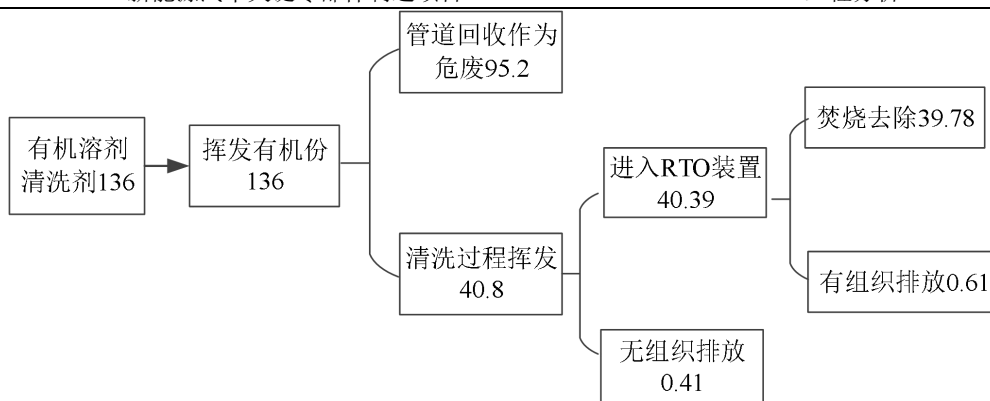 管道回收作为
危废95.2
有机溶剂
清洗剂136
挥发有机份
136
清洗过程挥发
40.8
进入RTO装置
40.39
无组织排放
0.41
焚烧去除39.78
有组织排放0.61